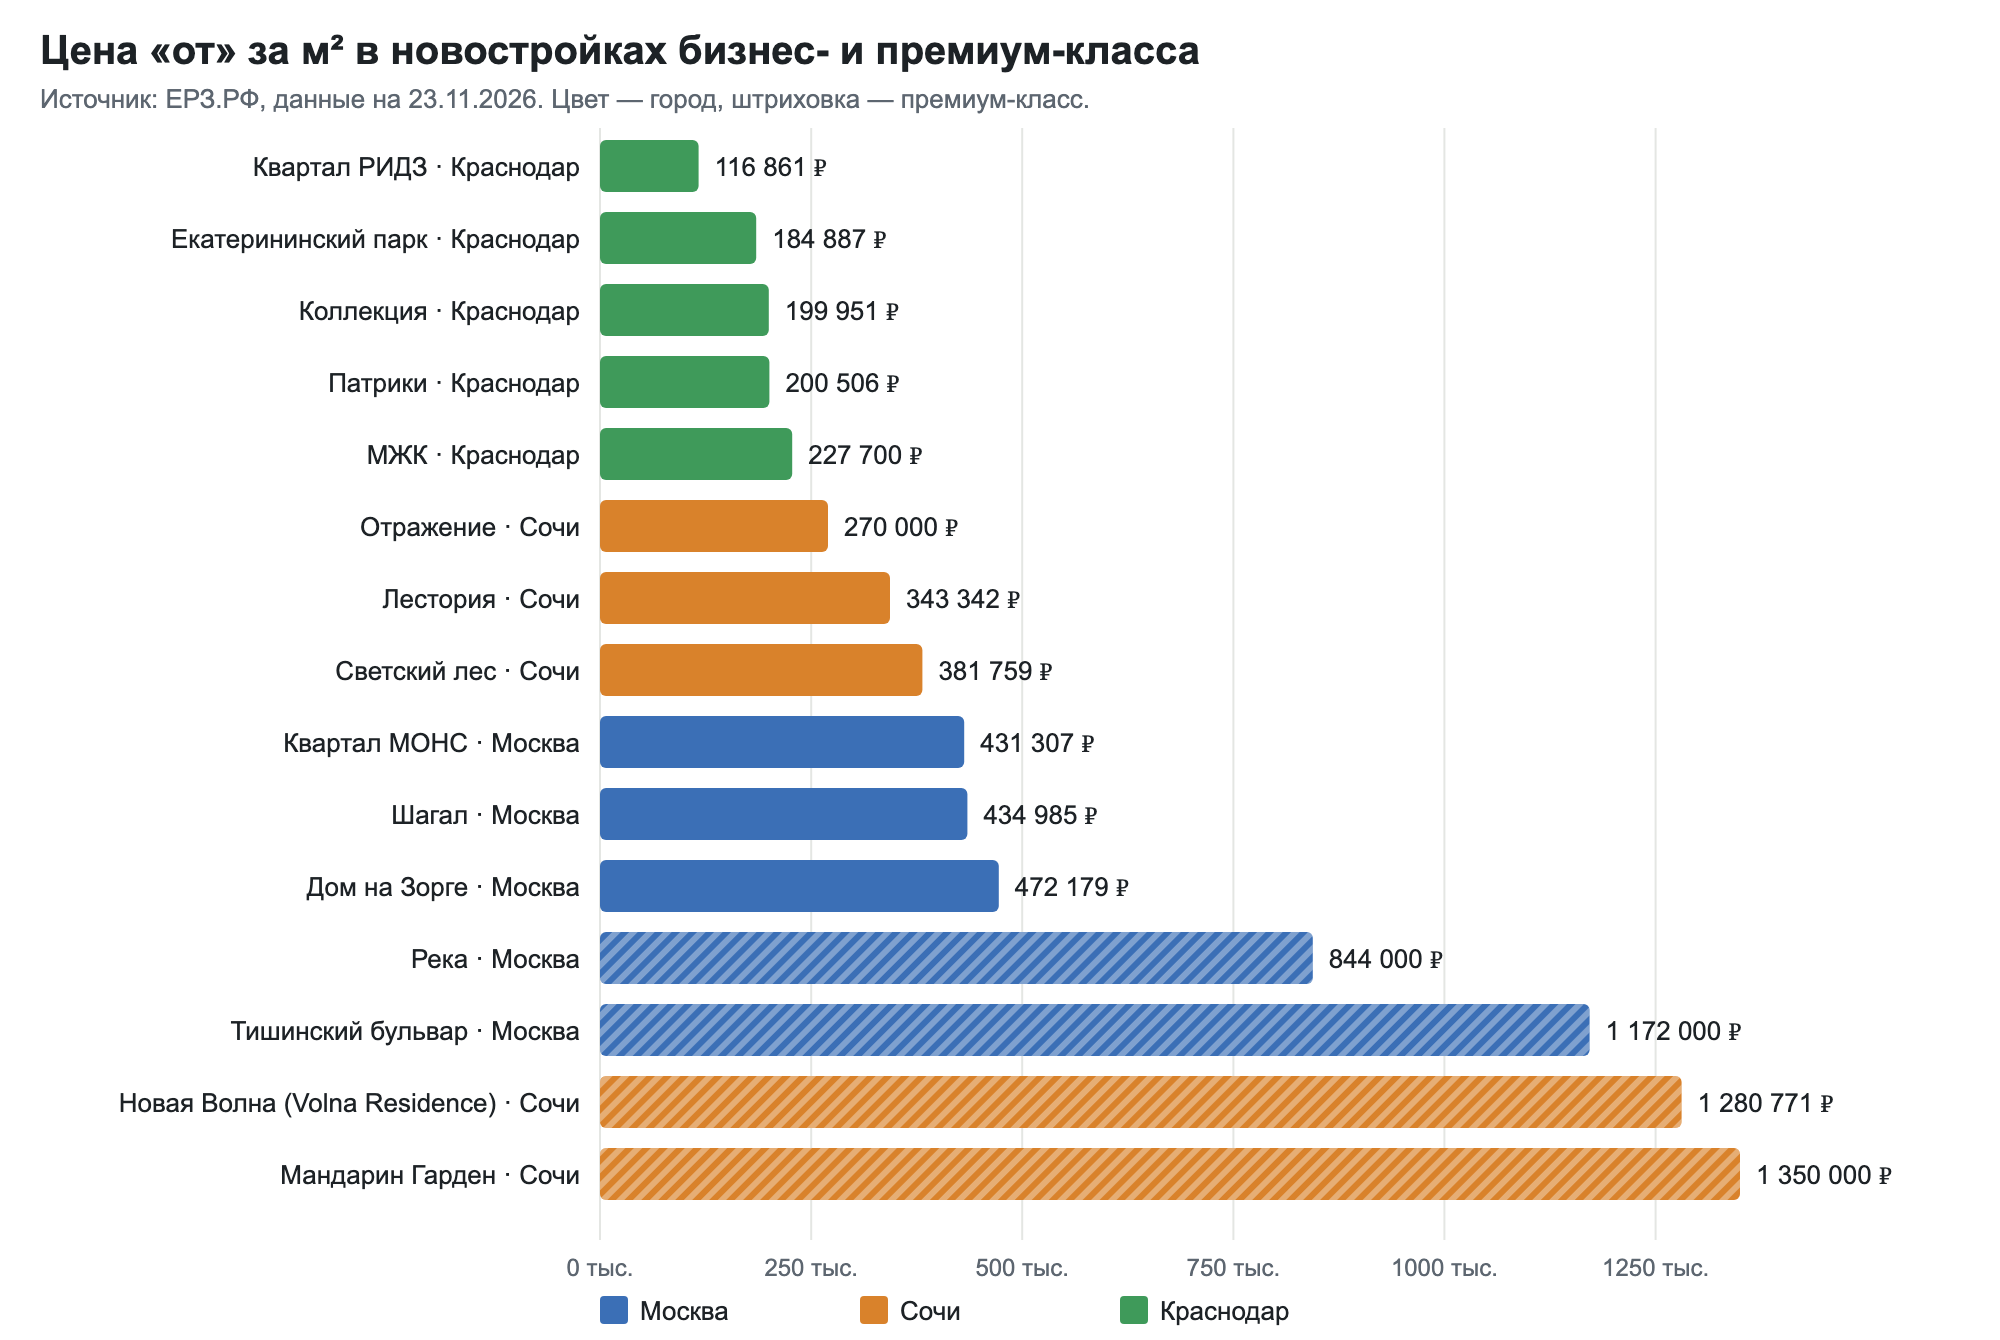 Цена «от» за м² в новостройках бизнес- и премиум-класса
Источник: ЕРЗ.РФ, данные на 23.11.2026. Цвет — город, штриховка — премиум-класс.
Квартал РИДЗ · Краснодар 116 861 ₽
Екатерининский парк · Краснодар 184 887 ₽
Коллекция · Краснодар 199 951 ₽
Патрики · Краснодар 200 506 ₽
МЖК · Краснодар 227 700 ₽
Отражение · Сочи 270 000 ₽
Лестория · Сочи 343 342 ₽
Светский лес · Сочи 381 759 ₽
Квартал МОНС · Москва 431 307 ₽
Шагал · Москва 434 985 ₽
Дом на Зорге · Москва 472 179 ₽
Река · Москва 844 000 ₽
Тишинский бульвар · Москва 1 172 000 ₽
Новая Волна (Volna Residence) · Сочи 1 280 771 ₽
Мандарин Гарден · Сочи 1 350 000 ₽
0 тыс. 250 тыс. 500 тыс. 750 тыс. 1000 тыс. 1250 тыс.
Москва Сочи Краснодар